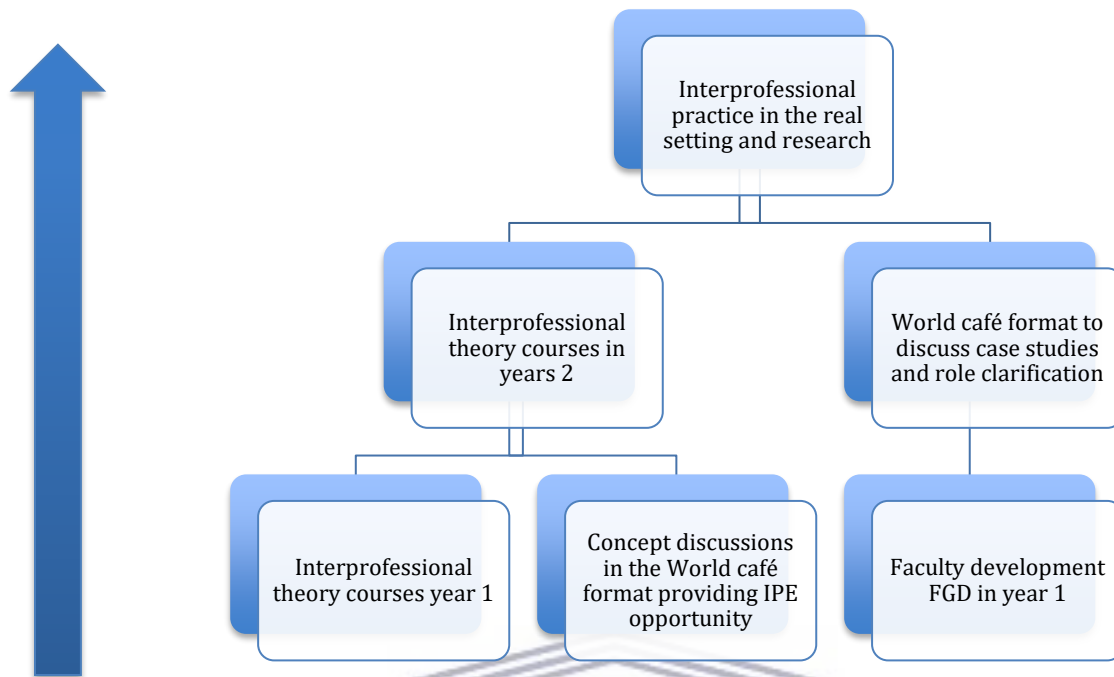 Interprofessional
practice in the real
setting and research
Interprofessional
theory courses in
years 2
World café format to
discuss case studies
and role clarification
Interprofessional
theory courses year 1
Concept discussions
in the World café
format providing IPE
opportunity
Faculty development
FGD in year 1